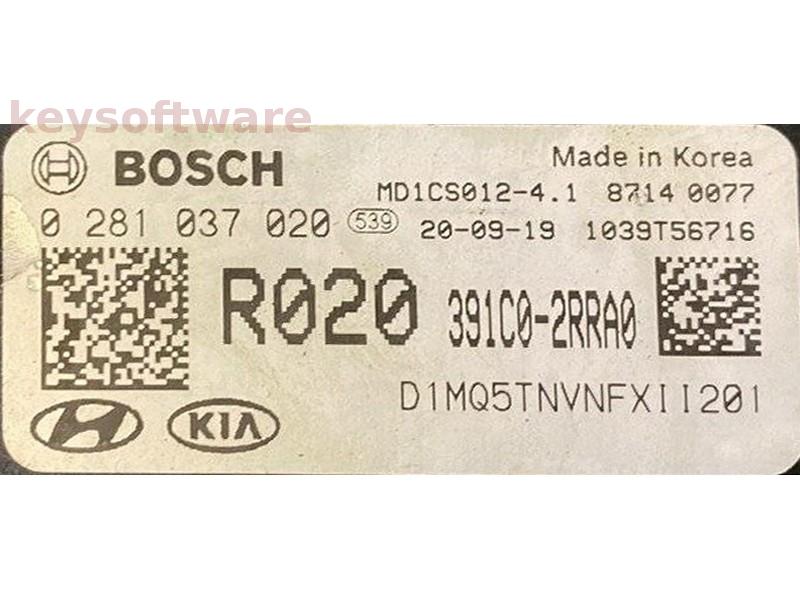 keysoftware
BOSCH Made in Korea
MD1CS012-4.1 8714 0077
0 281 037 020 539 20-09-19 1039T56716
R020 391C0-2RRA0
D1MQ5TNVNFXII201
KIA